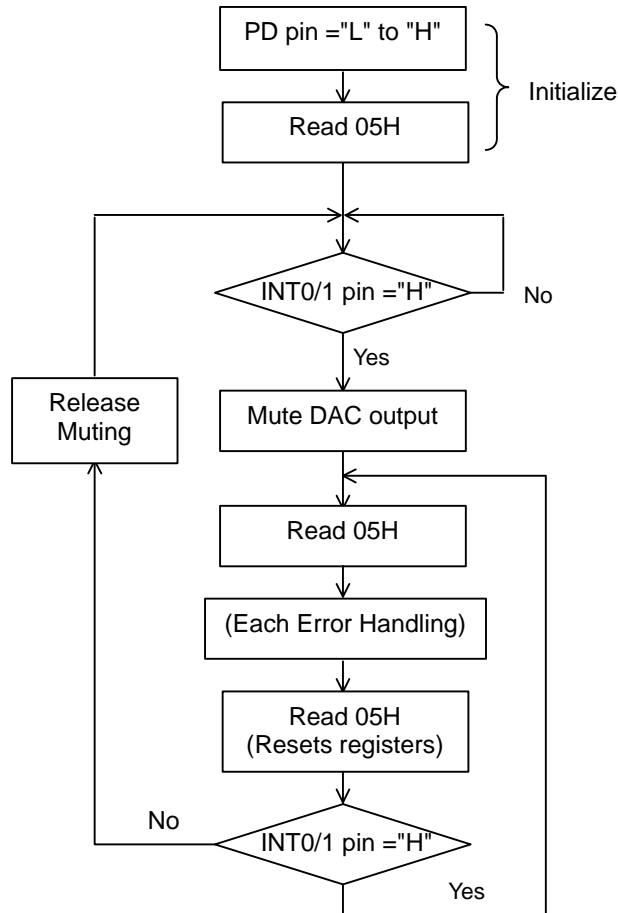 PD pin ="L" to "H"
Initialize
Read 05H
INT0/1 pin ="H"
No
Yes
Release
Muting
Mute DAC output
Read 05H
(Each Error Handling)
Read 05H
(Resets registers)
No
INT0/1 pin ="H"
Yes